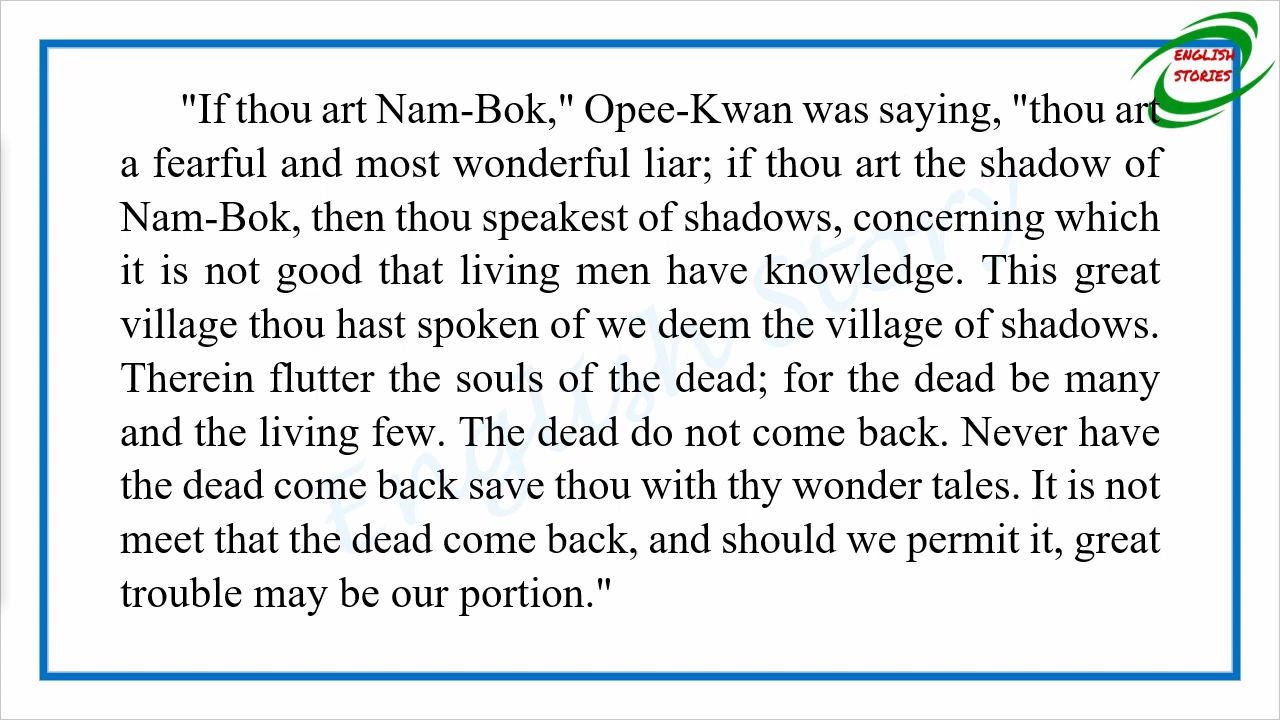 ENGLISH
STORIES
"If thou art Nam-Bok," Opee-Kwan was saying, "thou art
a fearful and most wonderful liar; if thou art the shadow of
Nam-Bok, then thou speakest of shadows, concerning which
it is not good that living men have knowledge. This great
village thou hast spoken of we deem the village of shadows.
Therein flutter the souls of the dead; for the dead be many
and the living few. The dead do not come back. Never have
the dead come back save thou with thy wonder tales. It is not
meet that the dead come back, and should we permit it, great
trouble may be our portion."
English Story